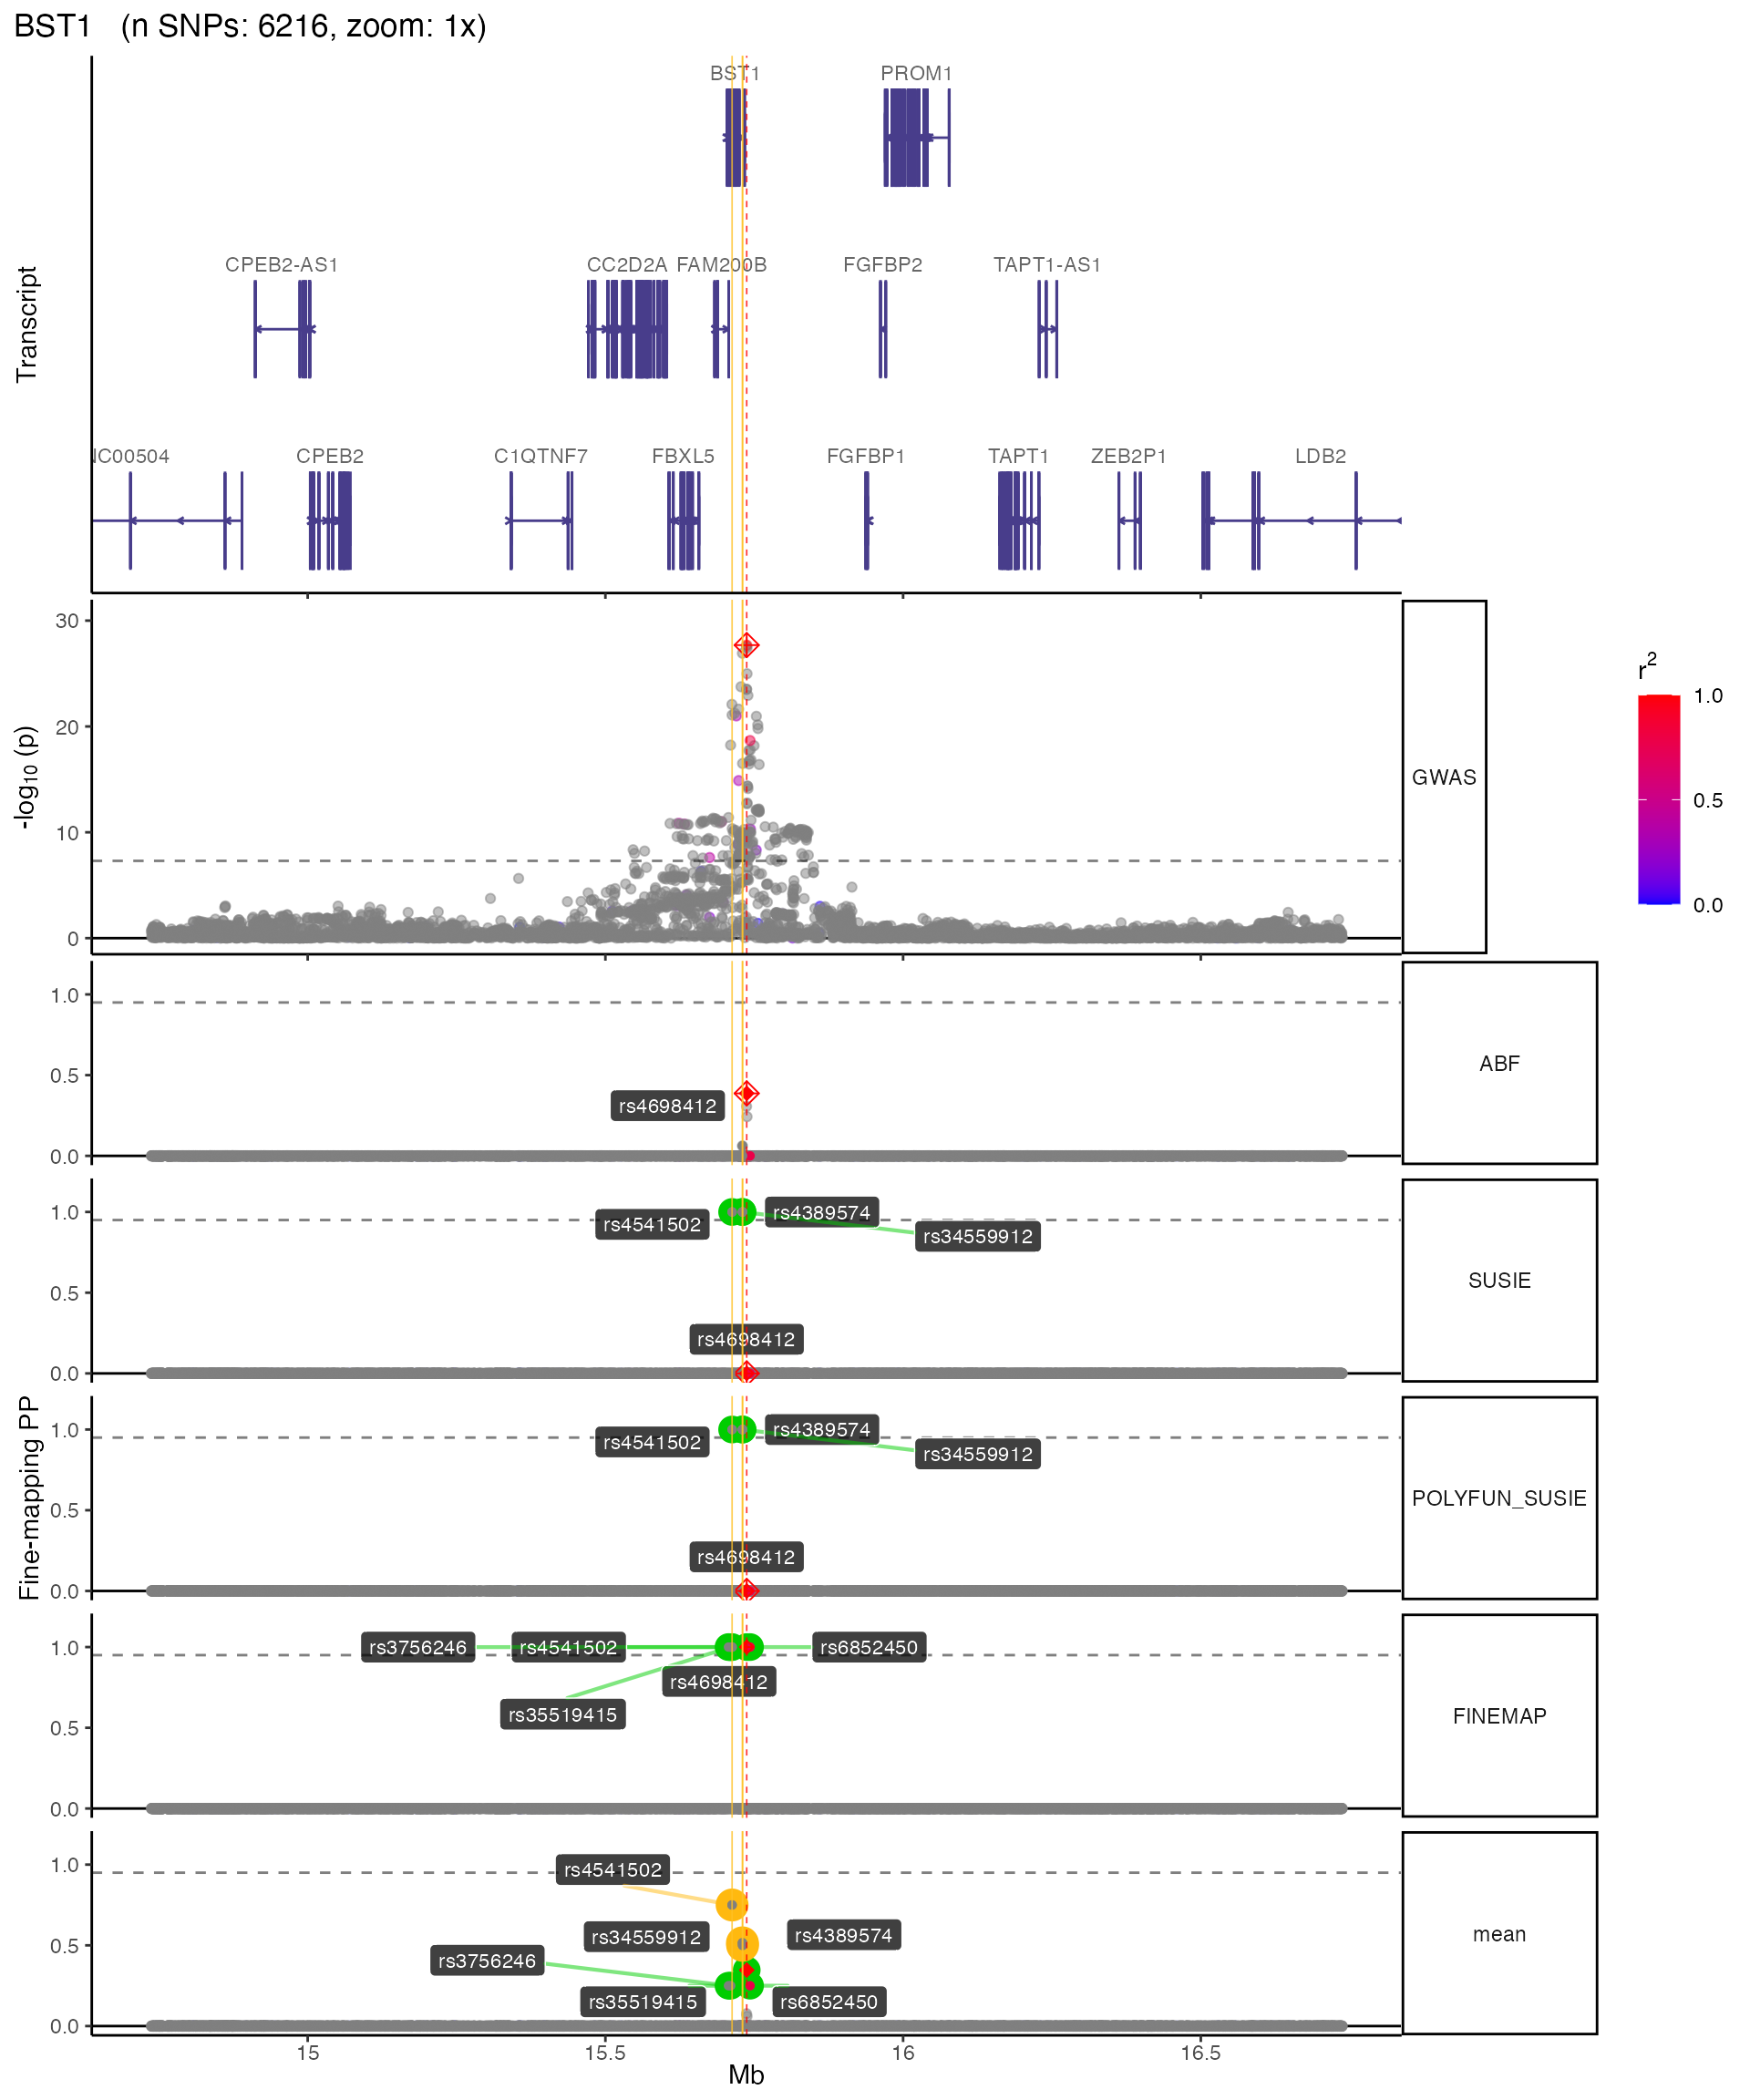 BST1 (n SNPs: 6216, zoom: 1x)
Transcript
BST1 PROM1
CPEB2-AS1 CC2D2A FAM200B FGFBP2 TAPT1-AS1
NC00504 CPEB2 C1QTNF7 FBXL5 FGFBP1 TAPT1 ZEB2P1 LDB2
-log10 (p)
30
20
10
0
GWAS
r2
1.0
0.5
0.0
Fine-mapping PP
1.0
0.5
0.0
rs4698412
ABF
1.0
0.5
0.0
rs4541502 rs4389574
rs34559912
rs4698412
SUSIE
1.0
0.5
0.0
rs4541502 rs4389574
rs34559912
rs4698412
POLYFUN_SUSIE
1.0
0.5
0.0
rs3756246 rs4541502 rs6852450
rs4698412
rs35519415
FINEMAP
1.0
0.5
0.0
rs4541502
rs34559912 rs4389574
rs3756246
rs35519415 rs6852450
mean
15 15.5 16 16.5
Mb